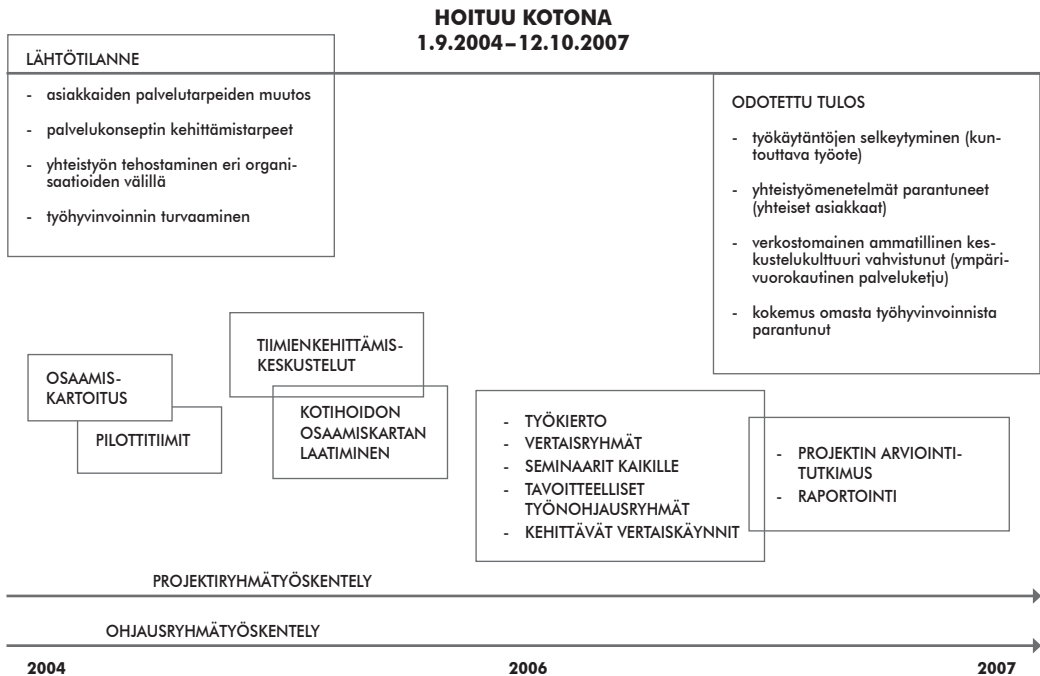 HOITUU KOTONA
1.9.2004–12.10.2007
LÄHTÖTILANNE
- asiakkaiden palvelutarpeiden muutos
- palvelukonseptin kehittämistarpeet
- yhteistyön tehostaminen eri organi-
saatioiden välillä
- työhyvinvoinnin turvaaminen
ODOTETTU TULOS
- työkäytäntöjen selkeytyminen (kun-
touttava työote)
- yhteistyömenetelmät parantuneet
(yhteiset asiakkaat)
- verkostomainen ammatillinen kes-
kustelukulttuuri vahvistunut (ympäri-
vuorokautinen palveluketju)
- kokemus omasta työhyvinvoinnista
parantunut
OSAAMIS-
KARTOITUS
PILOTTITIIMIT
TIIMIENKEHITTÄMIS-
KESKUSTELUT
KOTIHOIDON
OSAAMISKARTAN
LAATIMINEN
- TYÖKIERTO
- VERTAISRYHMÄT
- SEMINAARIT KAIKILLE
- TAVOITTEELLISET
TYÖNOHJAUSRYHMÄT
- KEHITTÄVÄT VERTAISKÄYNNIT
- PROJEKTIN ARVIOINTI-
TUTKIMUS
- RAPORTOINTI
PROJEKTIRYHMÄTYÖSKENTELY
OHJAUSRYHMÄTYÖSKENTELY
2004 2006 2007